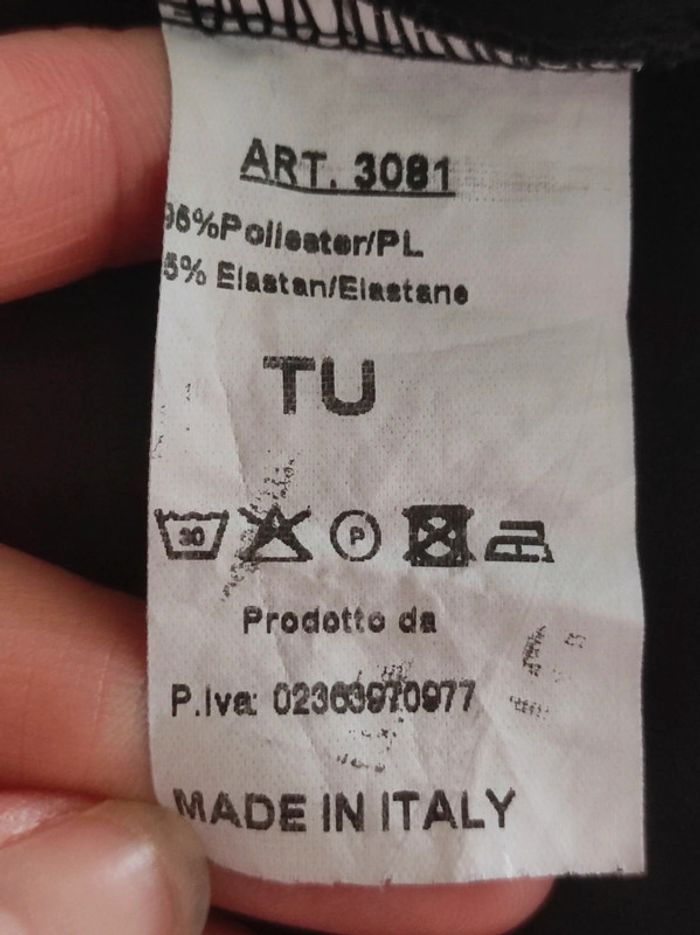 ART. 3081
95%Poliester/PL
5% Elastan/Elastane
TU
30 P
Prodotto da
P.Iva: 02363970977
MADE IN ITALY